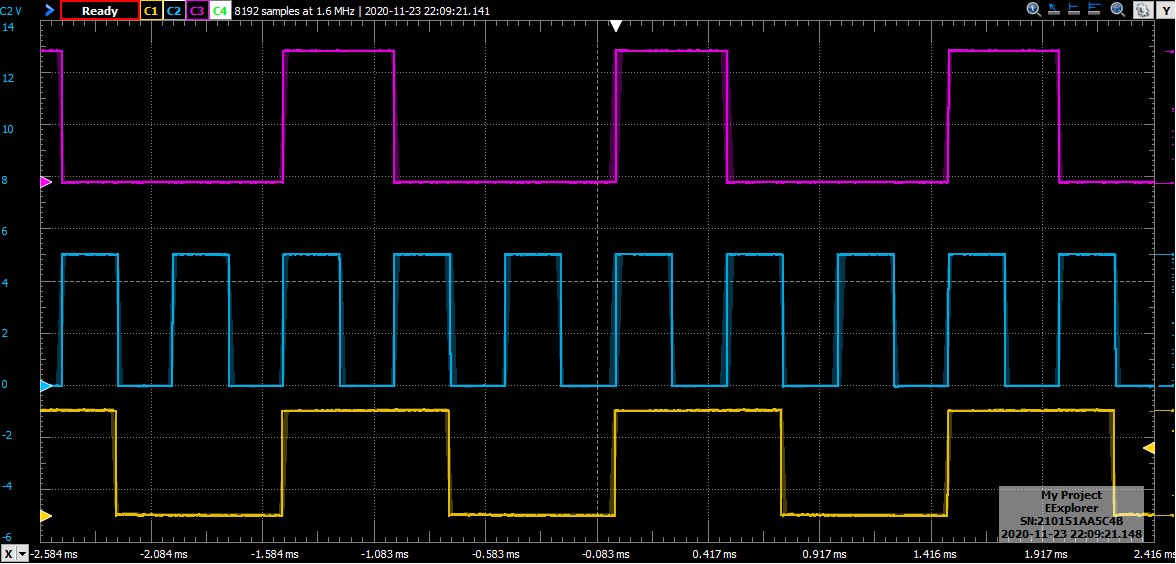 C2 V Ready C1 C2 C3 C4 8192 samples at 1.6 MHz | 2020-11-23 22:09:21.141 Y
14
12
10
8
6
4
2
0
-2
-4
-6
My Project
EExplorer
SN:210151AA5C4B
2020-11-23 22:09:21.148
X -2.584 ms -2.084 ms -1.584 ms -1.083 ms -0.583 ms -0.083 ms 0.417 ms 0.917 ms 1.416 ms 1.917 ms 2.416 ms